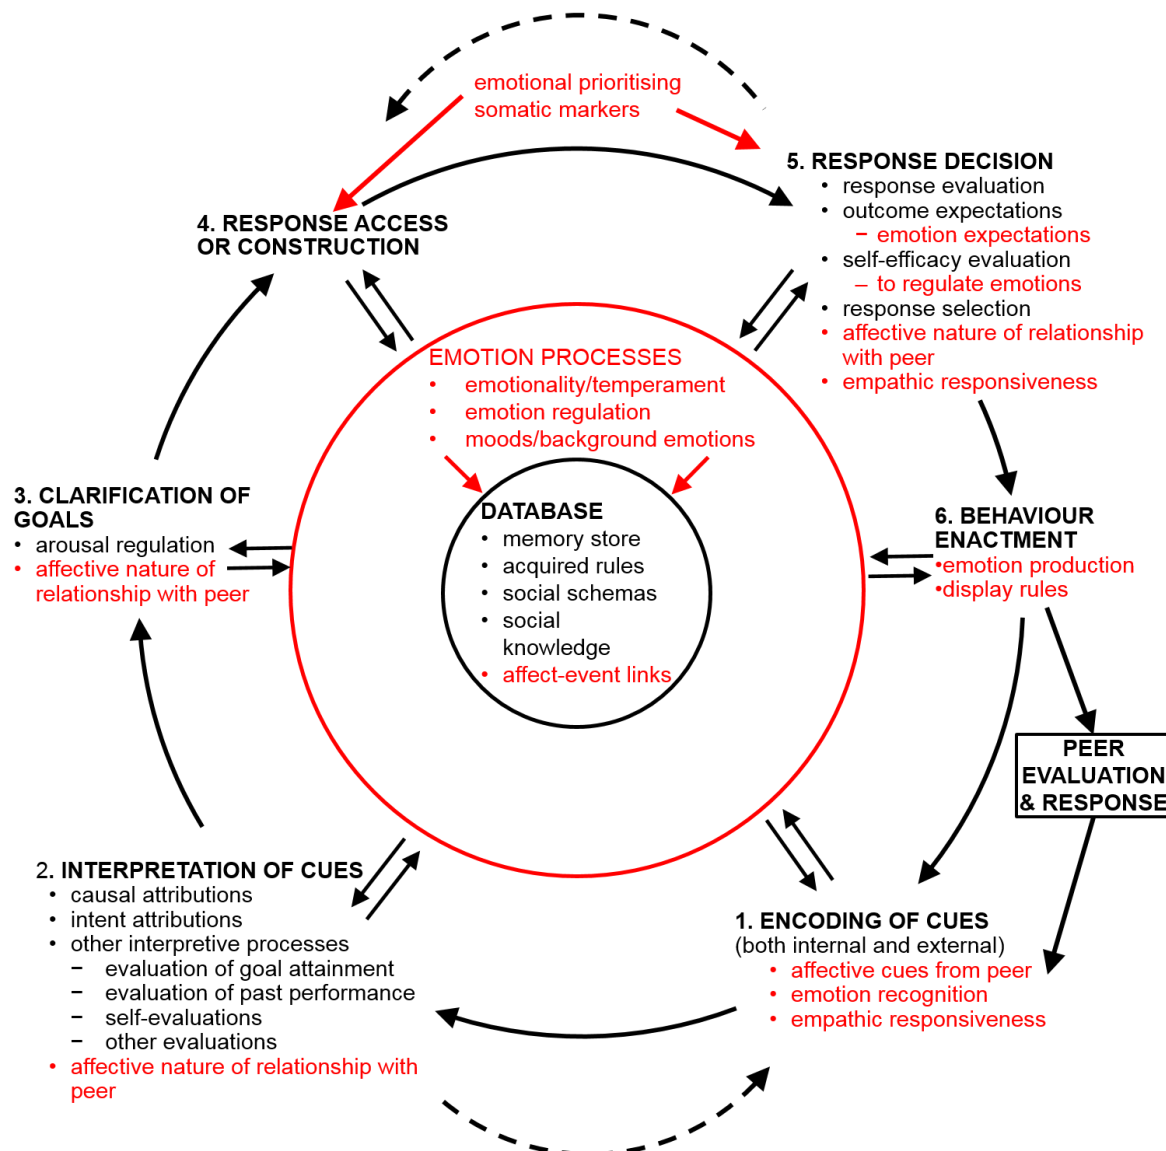 emotional prioritising
somatic markers
5. RESPONSE DECISION
• response evaluation
• outcome expectations
– emotion expectations
• self-efficacy evaluation
– to regulate emotions
• response selection
• affective nature of relationship
with peer
• empathic responsiveness
4. RESPONSE ACCESS
OR CONSTRUCTION
EMOTION PROCESSES
• emotionality/temperament
• emotion regulation
• moods/background emotions
3. CLARIFICATION OF
GOALS
• arousal regulation
• affective nature of
relationship with peer
DATABASE
• memory store
• acquired rules
• social schemas
• social
knowledge
• affect-event links
6. BEHAVIOUR
ENACTMENT
•emotion production
•display rules
PEER
EVALUATION
& RESPONSE
2. INTERPRETATION OF CUES
• causal attributions
• intent attributions
• other interpretive processes
– evaluation of goal attainment
– evaluation of past performance
– self-evaluations
– other evaluations
• affective nature of relationship with
peer
1. ENCODING OF CUES
(both internal and external)
• affective cues from peer
• emotion recognition
• empathic responsiveness